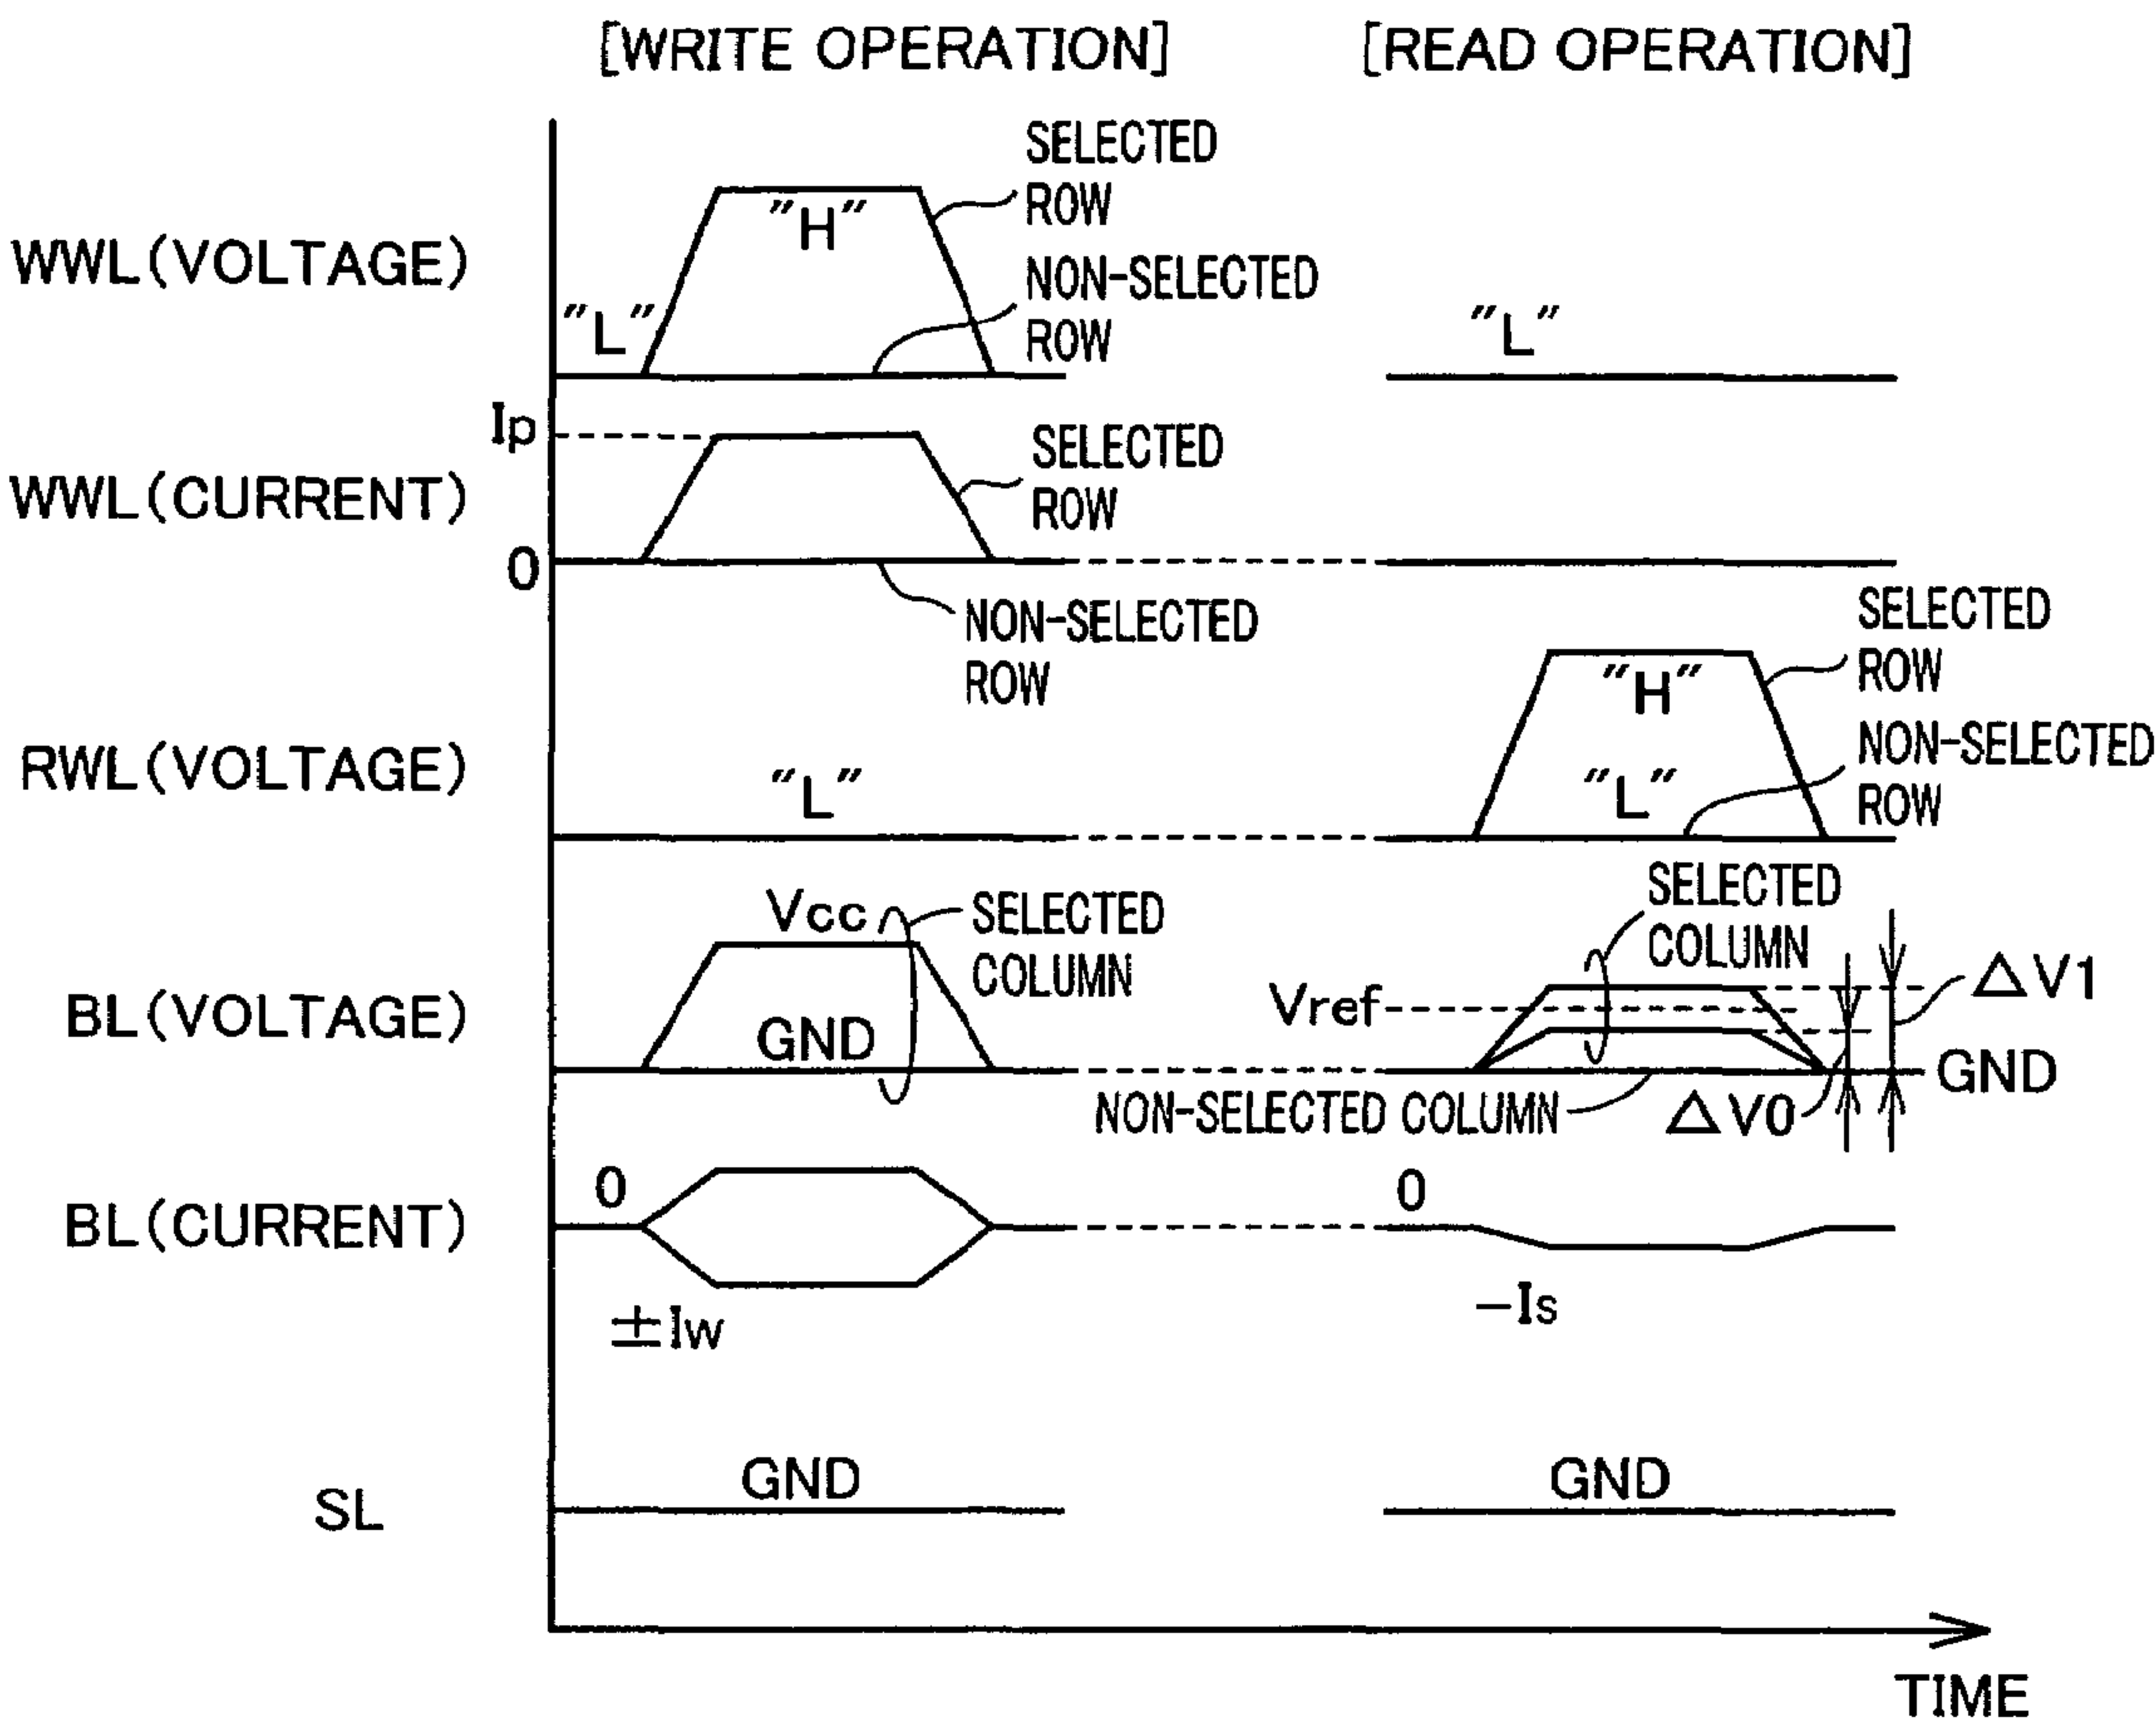 [WRITE OPERATION] [READ OPERATION]
SELECTED
ROW
"H"
WWL(VOLTAGE)
NON-SELECTED
ROW
"L"
"L"
Ip
SELECTED
ROW
WWL(CURRENT)
0
NON-SELECTED
ROW
SELECTED
ROW
"H"
NON-SELECTED
ROW
RWL(VOLTAGE)
"L"
"L"
Vcc
SELECTED
COLUMN
SELECTED
COLUMN
BL(VOLTAGE)
GND
Vref
△V1
GND
NON-SELECTED COLUMN
△V0
0
0
BL(CURRENT)
±Iw
−Is
SL
GND
GND
TIME